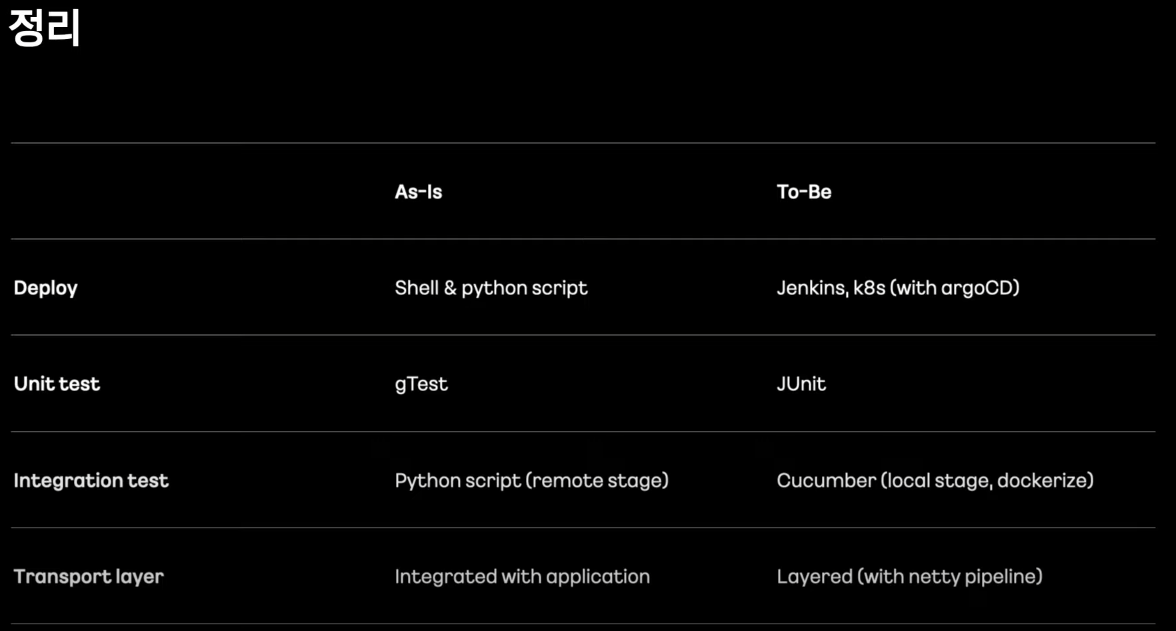 정리
As-Is To-Be
Deploy Shell & python script Jenkins, k8s (with argoCD)
Unit test gTest JUnit
Integration test Python script (remote stage) Cucumber (local stage, dockerize)
Transport layer Integrated with application Layered (with netty pipeline)